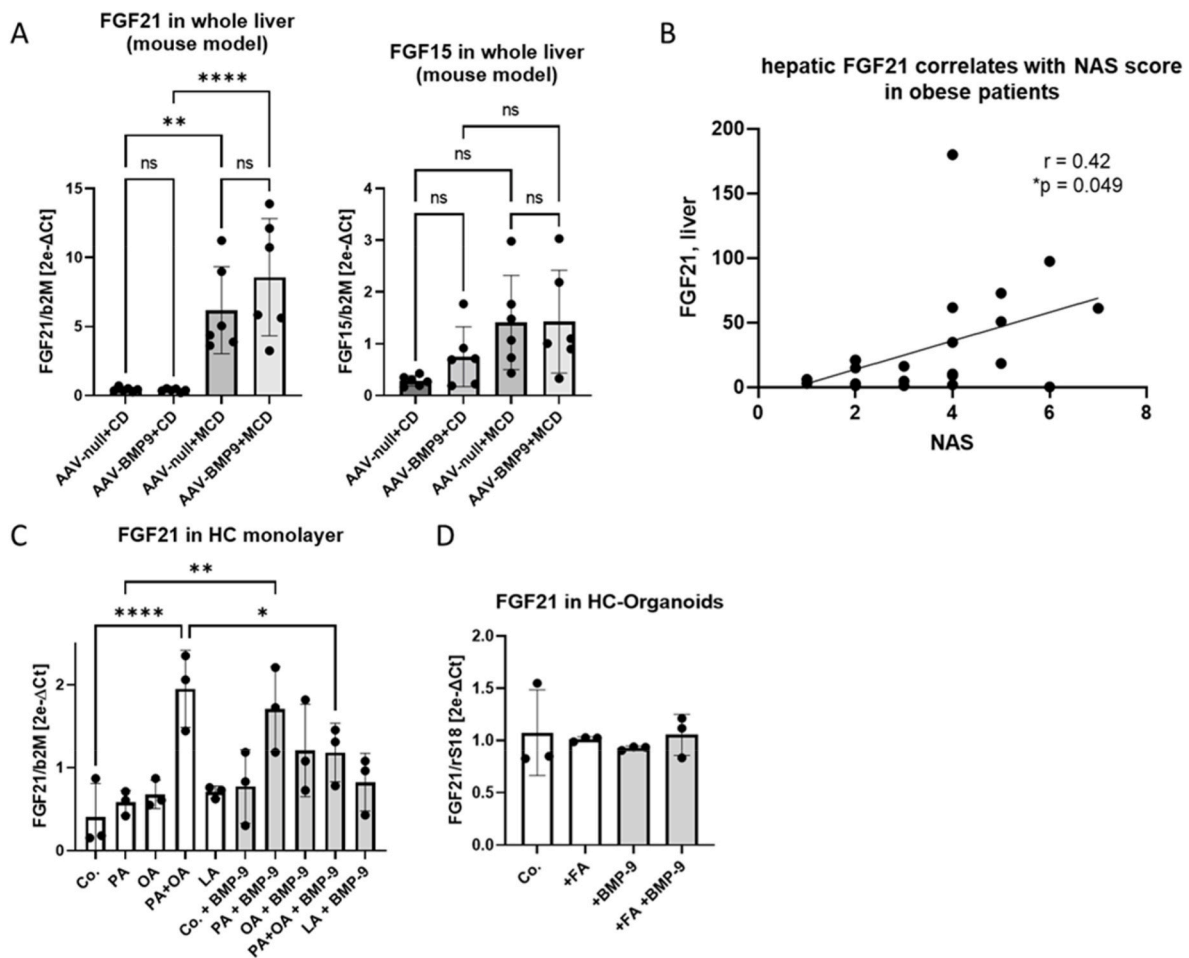 A
FGF21 in whole liver
(mouse model)
****
**
ns
ns
FGF21/b2M [2e-ΔCt]
15
10
5
0
AAV-null+CD
AAV-BMP9+CD
AAV-null+MCD
AAV-BMP9+MCD
FGF15 in whole liver
(mouse model)
ns
ns
ns
ns
FGF15/b2M [2e-ΔCt]
4
3
2
1
0
AAV-null+CD
AAV-BMP9+CD
AAV-null+MCD
AAV-BMP9+MCD
B
hepatic FGF21 correlates with NAS score
in obese patients
r = 0.42
*p = 0.049
FGF21, liver
200
150
100
50
0
0
2
4
6
8
NAS
C
FGF21 in HC monolayer
**
****
*
FGF21/b2M [2e-ΔCt]
2
1
0
Co.
PA
OA
PA+OA
LA
Co. + BMP-9
PA + BMP-9
OA + BMP-9
PA+OA + BMP-9
LA + BMP-9
D
FGF21 in HC-Organoids
FGF21/rS18 [2e-ΔCt]
1.5
1.0
0.5
0.0
Co.
+FA
+BMP-9
+FA +BMP-9